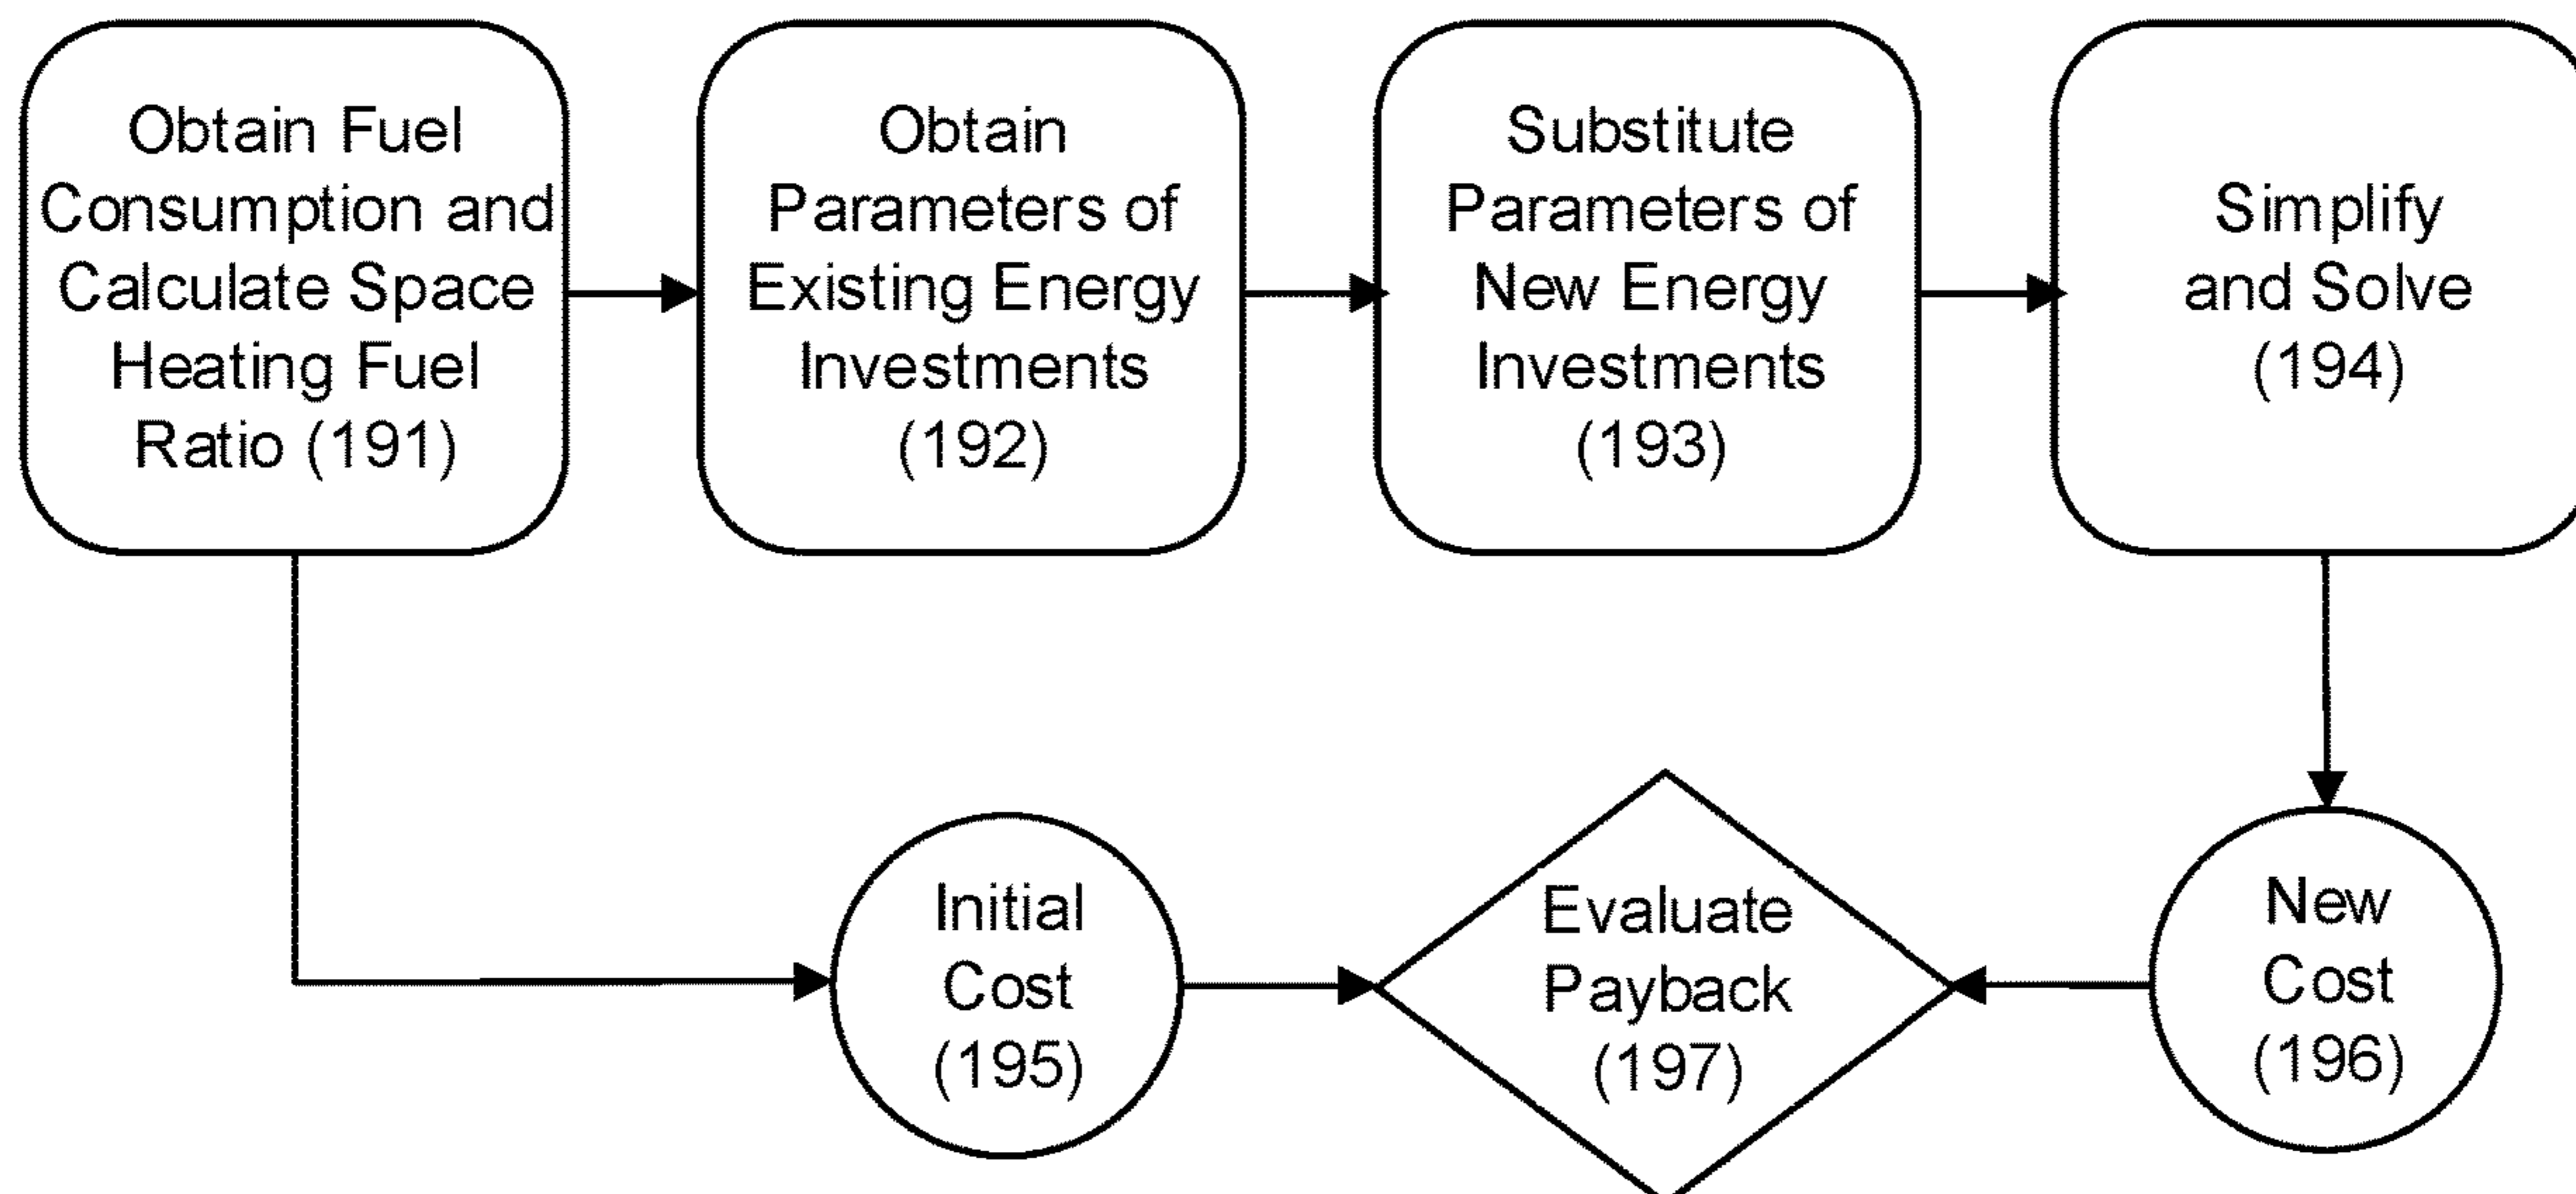 Obtain Fuel
Consumption and
Calculate Space
Heating Fuel
Ratio (191)
Obtain
Parameters of
Existing Energy
Investments
(192)
Substitute
Parameters of
New Energy
Investments
(193)
Simplify
and Solve
(194)
Initial
Cost
(195)
Evaluate
Payback
(197)
New
Cost
(196)